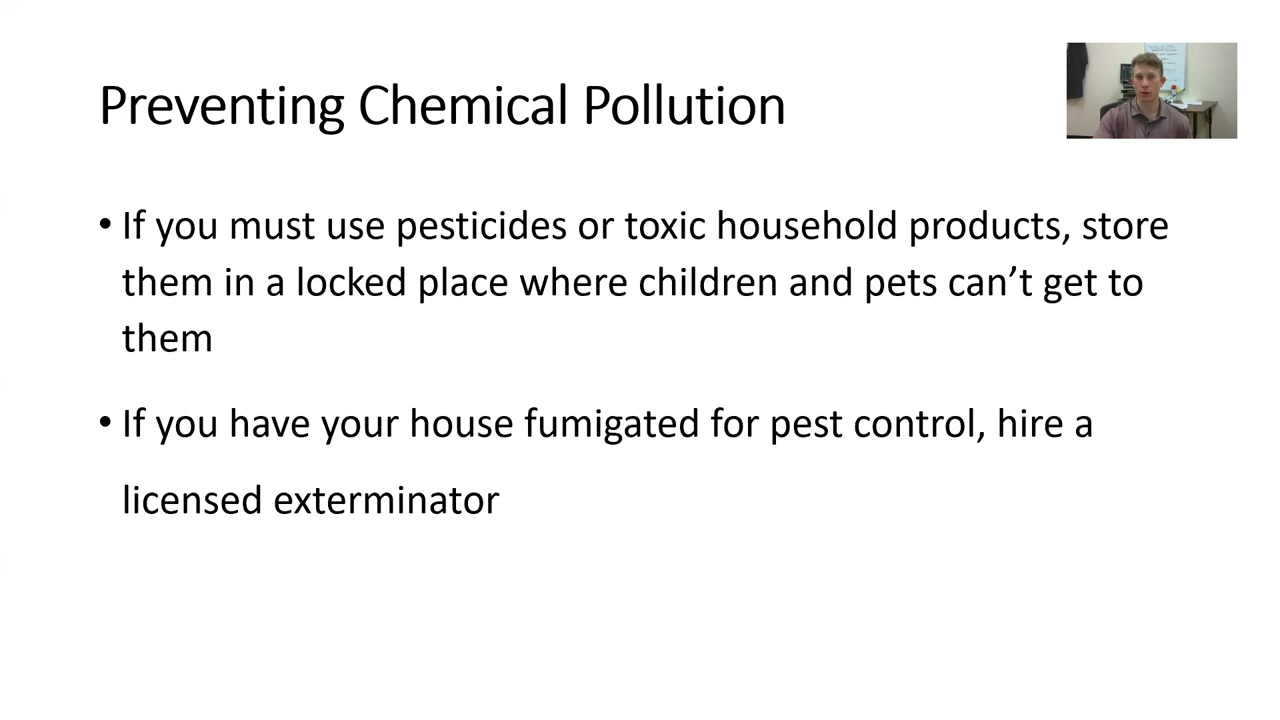 Preventing Chemical Pollution
• If you must use pesticides or toxic household products, store
them in a locked place where children and pets can’t get to
them
• If you have your house fumigated for pest control, hire a
licensed exterminator